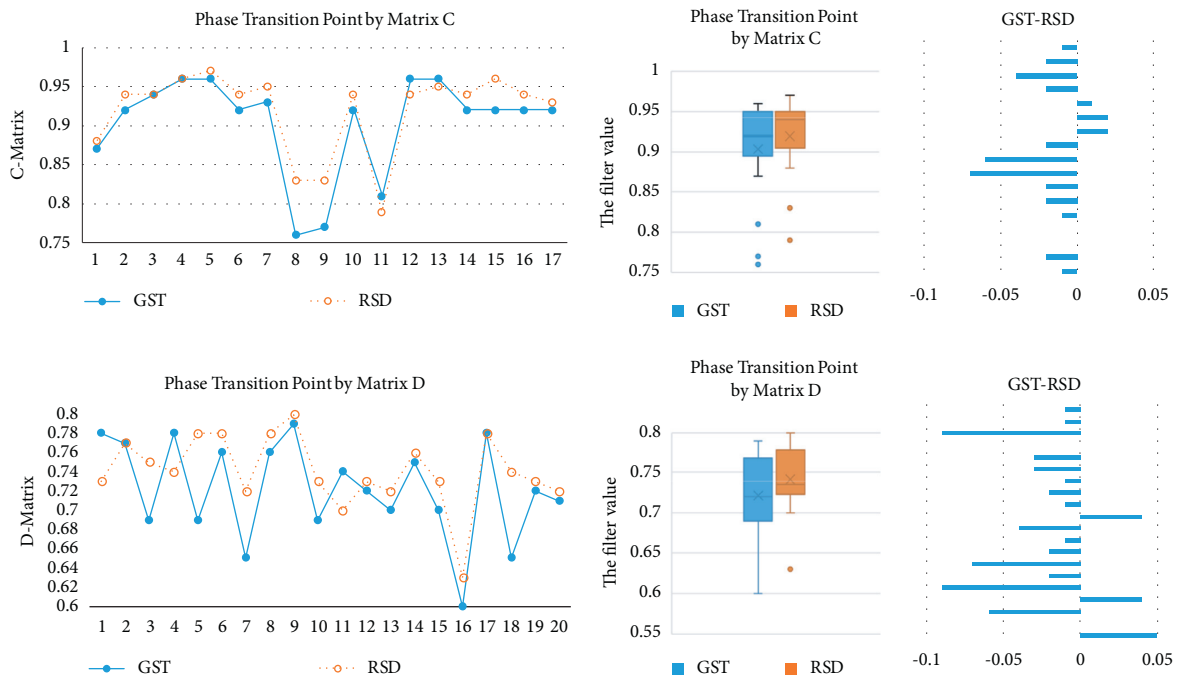 Phase Transition Point by Matrix C
C-Matrix
1
0.95
0.9
0.85
0.8
0.75
1 2 3 4 5 6 7 8 9 10 11 12 13 14 15 16 17
GST RSD
Phase Transition Point
by Matrix C
The filter value
1
0.95
0.9
0.85
0.8
0.75
GST RSD
GST-RSD
-0.1 -0.05 0 0.05
Phase Transition Point by Matrix D
D-Matrix
0.8
0.78
0.76
0.74
0.72
0.7
0.68
0.66
0.64
0.62
0.6
1 2 3 4 5 6 7 8 9 10 11 12 13 14 15 16 17 18 19 20
GST RSD
Phase Transition Point
by Matrix D
The filter value
0.8
0.75
0.7
0.65
0.6
0.55
GST RSD
GST-RSD
-0.1 -0.05 0 0.05